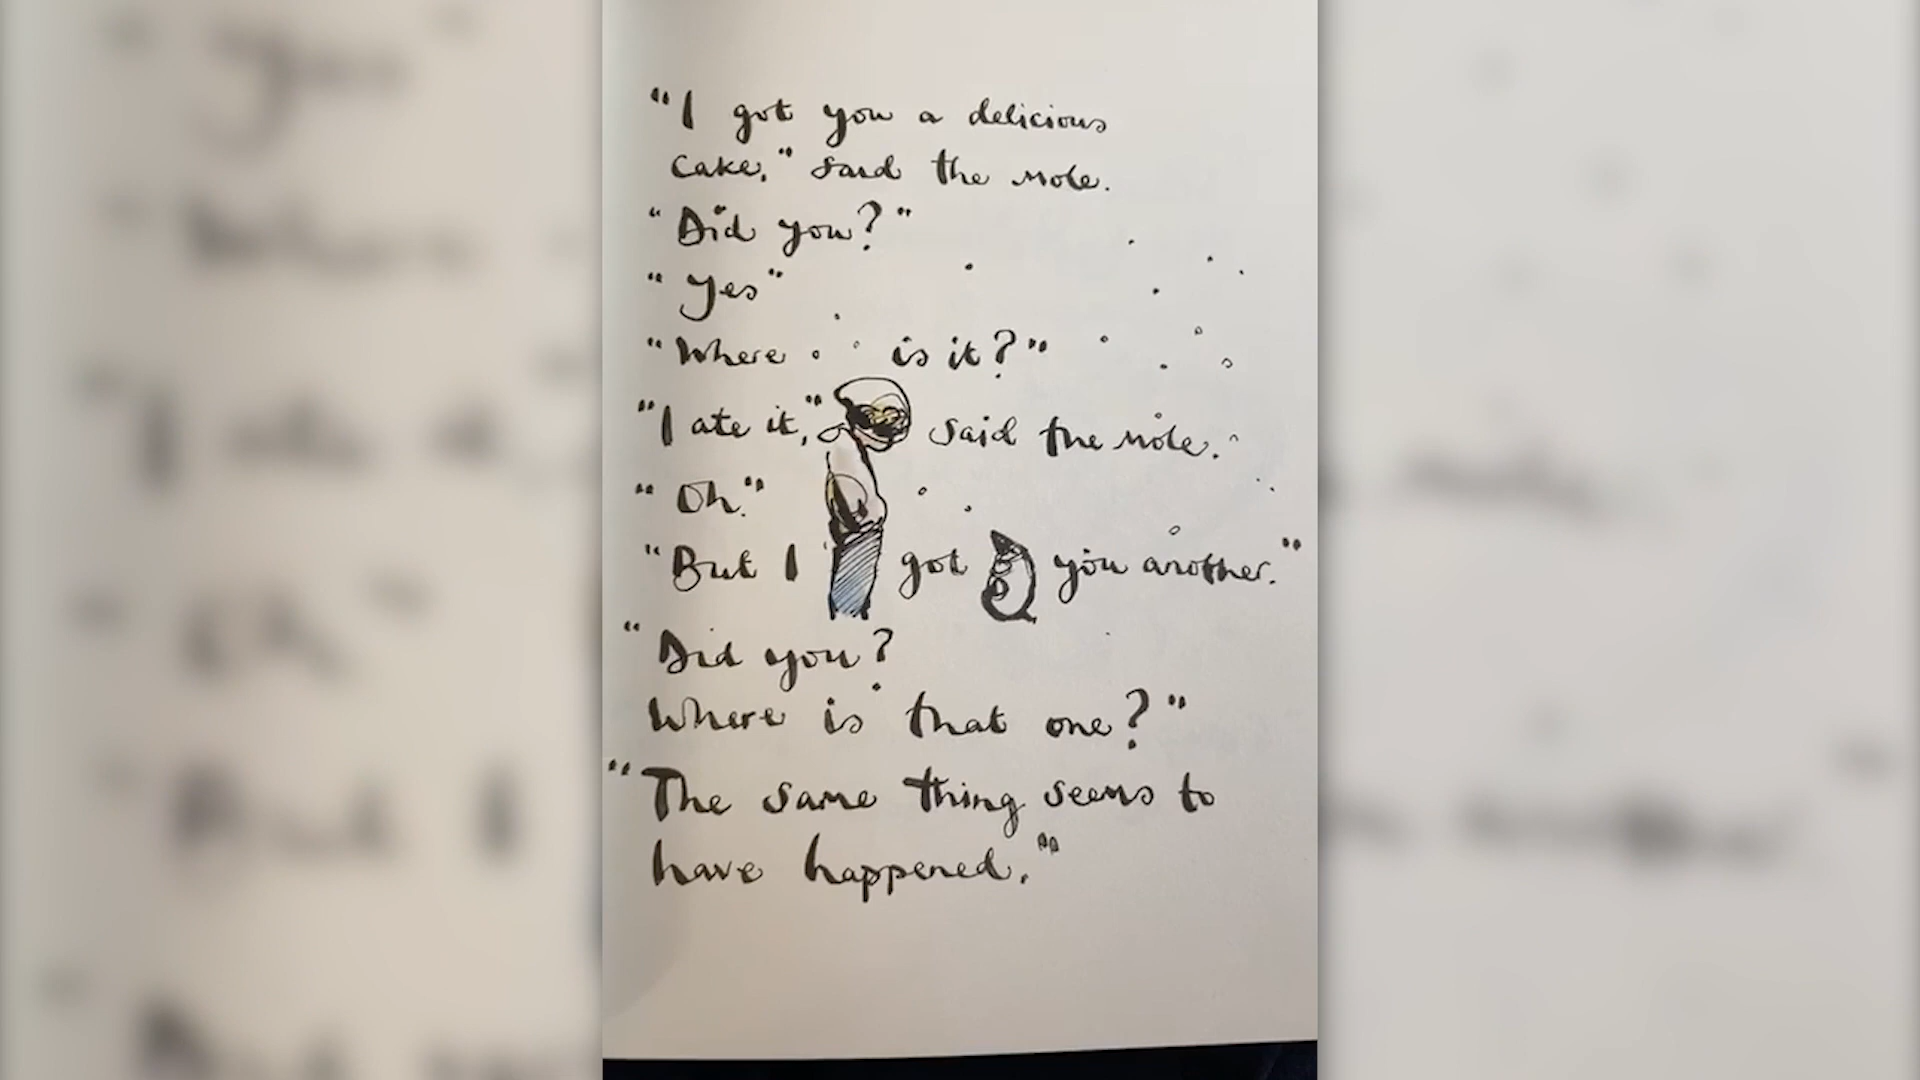 "I got you a delicious
cake," said the mole.
"Did you?"
"Yes"
"Where is it?"
"I ate it," said the mole.
"Oh."
"But I got you another."
"Did you?
Where is that one?"
"The same thing seems to
have happened."